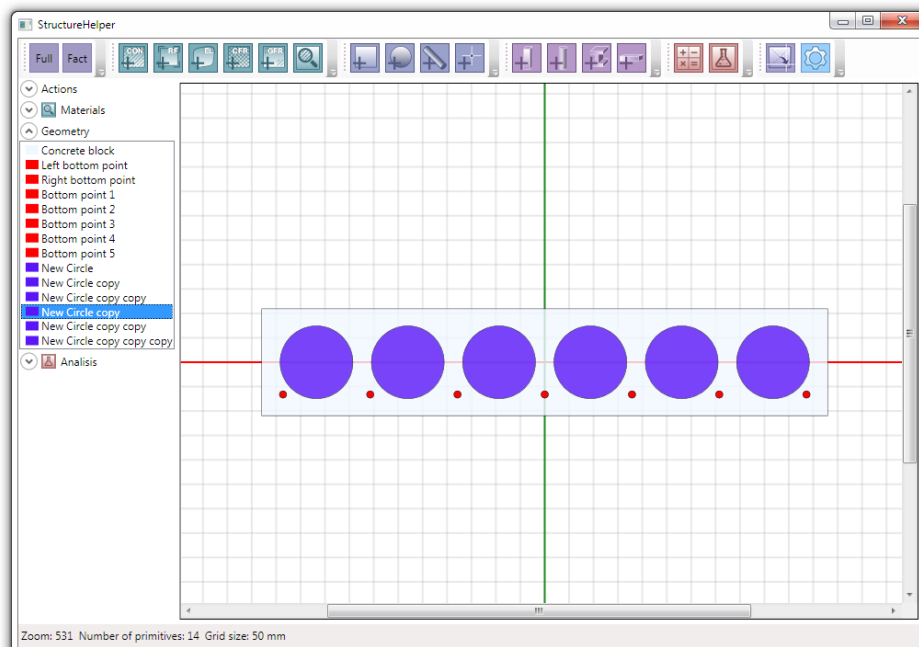 StructureHelper
Full Fact CON RF CFR GFR
Actions
Materials
Geometry
Concrete block
Left bottom point
Right bottom point
Bottom point 1
Bottom point 2
Bottom point 3
Bottom point 4
Bottom point 5
New Circle
New Circle copy
New Circle copy copy
New Circle copy
New Circle copy copy
New Circle copy copy copy
Analisis
Zoom: 531 Number of primitives: 14 Grid size: 50 mm